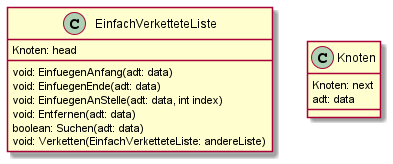 C EinfachVerketteteListe
Knoten: head
void: EinfuegenAnfang(adt: data)
void: EinfuegenEnde(adt: data)
void: EinfuegenAnStelle(adt: data, int index)
void: Entfernen(adt: data)
boolean: Suchen(adt: data)
void: Verketten(EinfachVerketteteListe: andereListe)
C Knoten
Knoten: next
adt: data